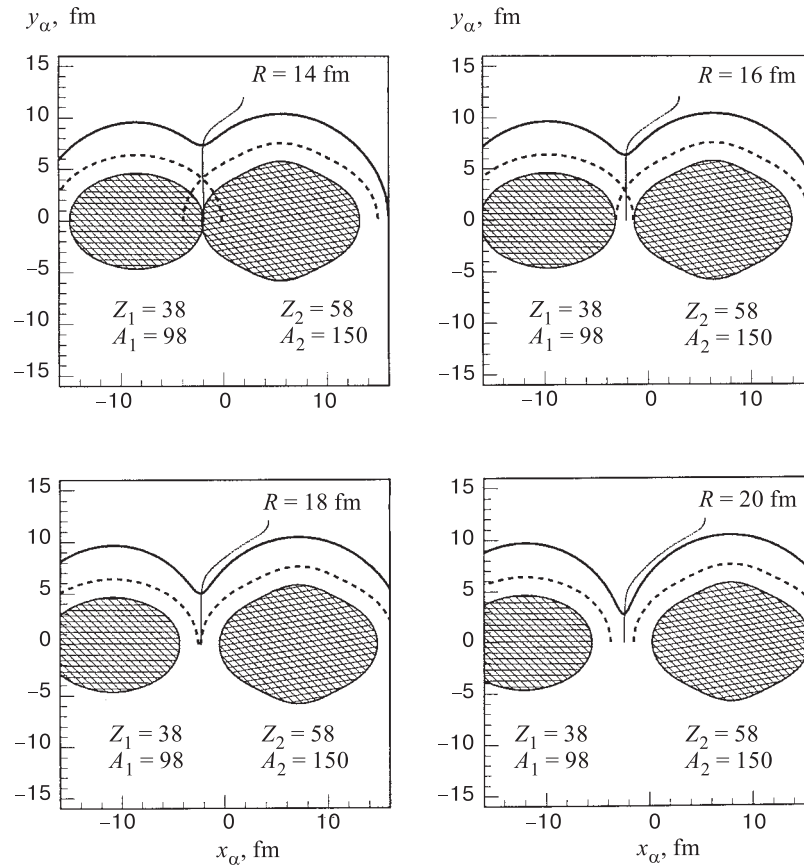 y_α, fm
y_α, fm
15
10
5
0
−5
−10
−15
R = 14 fm
Z_1 = 38
A_1 = 98
Z_2 = 58
A_2 = 150
−10
0
10
15
10
5
0
−5
−10
−15
R = 16 fm
Z_1 = 38
A_1 = 98
Z_2 = 58
A_2 = 150
−10
0
10
15
10
5
0
−5
−10
−15
R = 18 fm
Z_1 = 38
A_1 = 98
Z_2 = 58
A_2 = 150
−10
0
10
x_α, fm
15
10
5
0
−5
−10
−15
R = 20 fm
Z_1 = 38
A_1 = 98
Z_2 = 58
A_2 = 150
−10
0
10
x_α, fm